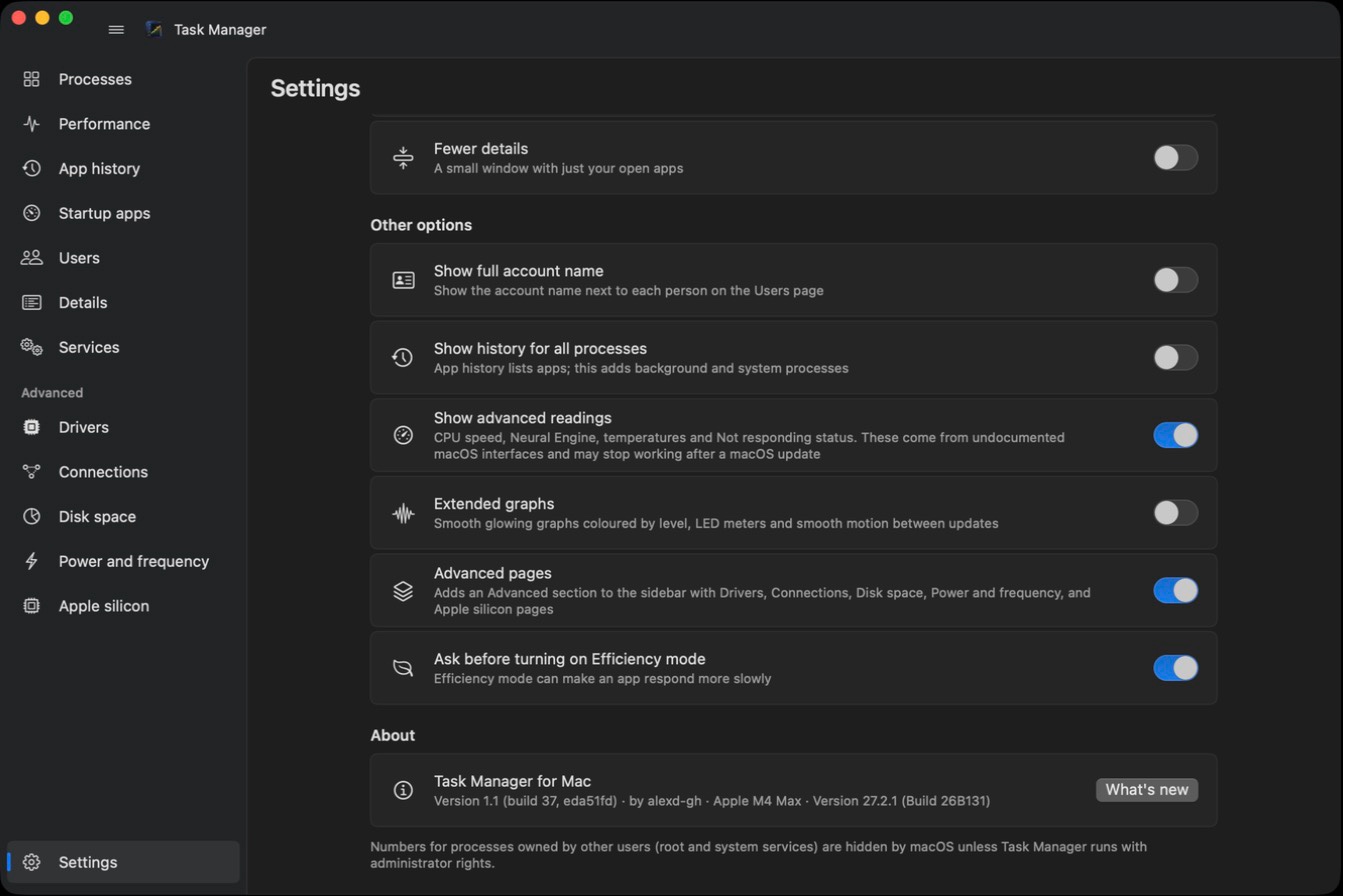 Task Manager
Processes
Performance
App history
Startup apps
Users
Details
Services
Advanced
Drivers
Connections
Disk space
Power and frequency
Apple silicon
Settings
Settings
Fewer details
A small window with just your open apps
Other options
Show full account name
Show the account name next to each person on the Users page
Show history for all processes
App history lists apps; this adds background and system processes
Show advanced readings
CPU speed, Neural Engine, temperatures and Not responding status. These come from undocumented
macOS interfaces and may stop working after a macOS update
Extended graphs
Smooth glowing graphs coloured by level, LED meters and smooth motion between updates
Advanced pages
Adds an Advanced section to the sidebar with Drivers, Connections, Disk space, Power and frequency, and
Apple silicon pages
Ask before turning on Efficiency mode
Efficiency mode can make an app respond more slowly
About
Task Manager for Mac
Version 1.1 (build 37, eda51fd) · by alexd-gh · Apple M4 Max · Version 27.2.1 (Build 26B131)
What's new
Numbers for processes owned by other users (root and system services) are hidden by macOS unless Task Manager runs with
administrator rights.